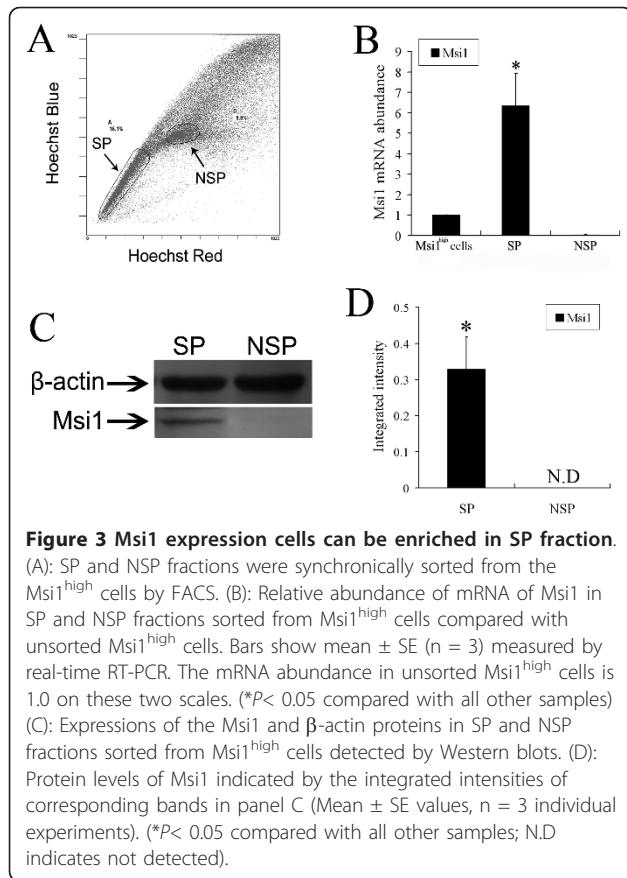 A
1023
Hoechst Blue
SP
NSP
0
1023
Hoechst Red
B
Msi1
Msi1 mRNA abundance
9
8
7
6
5
4
3
2
1
0
*
Msi1high cells
SP
NSP
C
SP
NSP
β-actin
Msi1
D
Msi1
Integrated intensity
0.5
0.4
0.3
0.2
0.1
0
*
N.D
SP
NSP
Figure 3 Msi1 expression cells can be enriched in SP fraction.
(A): SP and NSP fractions were synchronically sorted from the
Msi1high cells by FACS. (B): Relative abundance of mRNA of Msi1 in
SP and NSP fractions sorted from Msi1high cells compared with
unsorted Msi1high cells. Bars show mean ± SE (n = 3) measured by
real-time RT-PCR. The mRNA abundance in unsorted Msi1high cells is
1.0 on these two scales. (*P< 0.05 compared with all other samples)
(C): Expressions of the Msi1 and β-actin proteins in SP and NSP
fractions sorted from Msi1high cells detected by Western blots. (D):
Protein levels of Msi1 indicated by the integrated intensities of
corresponding bands in panel C (Mean ± SE values, n = 3 individual
experiments). (*P< 0.05 compared with all other samples; N.D
indicates not detected).